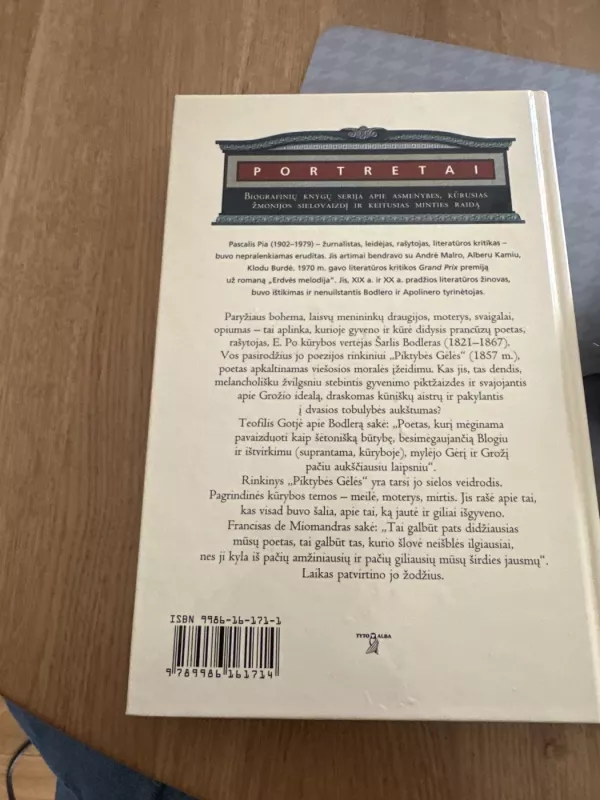 PORTRETAI
BIOGRAFINIŲ KNYGŲ SERIJA APIE ASMENYBES, KŪRUSIAS
ŽMONIJOS SIELOVAIZDĮ IR KEITUSIAS MINTIES RAIDĄ
Pascalis Pia (1902–1979) – žurnalistas, leidėjas, rašytojas, literatūros kritikas –
buvo nepralenkiamas eruditas. Jis artimai bendravo su Andrė Malro, Alberu Kamiu,
Klodu Burdė. 1970 m. gavo literatūros kritikos Grand Prix premiją
už romaną „Erdvės melodija“. Jis, XIX a. ir XX a. pradžios literatūros žinovas,
buvo ištikimas ir nenuilstantis Bodlero ir Apolinero tyrinėtojas.
Paryžiaus bohema, laisvų menininkų draugijos, moterys, svaigalai,
opiumas – tai aplinka, kurioje gyveno ir kūrė didysis prancūzų poetas,
rašytojas, E. Po kūrybos vertėjas Šarlis Bodleras (1821–1867).
Vos pasirodžius jo poezijos rinkiniui „Piktybės Gėlės“ (1857 m.),
poetas apkaltinamas viešosios moralės įžeidimu. Kas jis, tas dendis,
melancholišku žvilgsniu stebintis gyvenimo piktžaizdes ir svajojantis
apie Grožio idealą, draskomas kūniškų aistrų ir pakylantis
į dvasios tobulybės aukštumas?
Teofilis Gotjė apie Bodlerą sakė: „Poetas, kurį mėginama
pavaizduoti kaip šėtonišką būtybę, besimėgaujančią Blogiu
ir ištvirkimu (suprantama, kūryboje), mylėjo Gėrį ir Grožį
pačiu aukščiausiu laipsniu“.
Rinkinys „Piktybės Gėlės“ yra tarsi jo sielos veidrodis.
Pagrindinės kūrybos temos – meilė, moterys, mirtis. Jis rašė apie tai,
kas visad buvo šalia, apie tai, ką jautė ir giliai išgyveno.
Francisas de Miomandras sakė: „Tai galbūt pats didžiausias
mūsų poetas, tai galbūt tas, kurio šlovė neišblės ilgiausiai,
nes ji kyla iš pačių amžiniausių ir pačių giliausių mūsų širdies jausmų“.
Laikas patvirtino jo žodžius.
ISBN 9986-16-171-1
9 789986 161714
TYTO ALBA